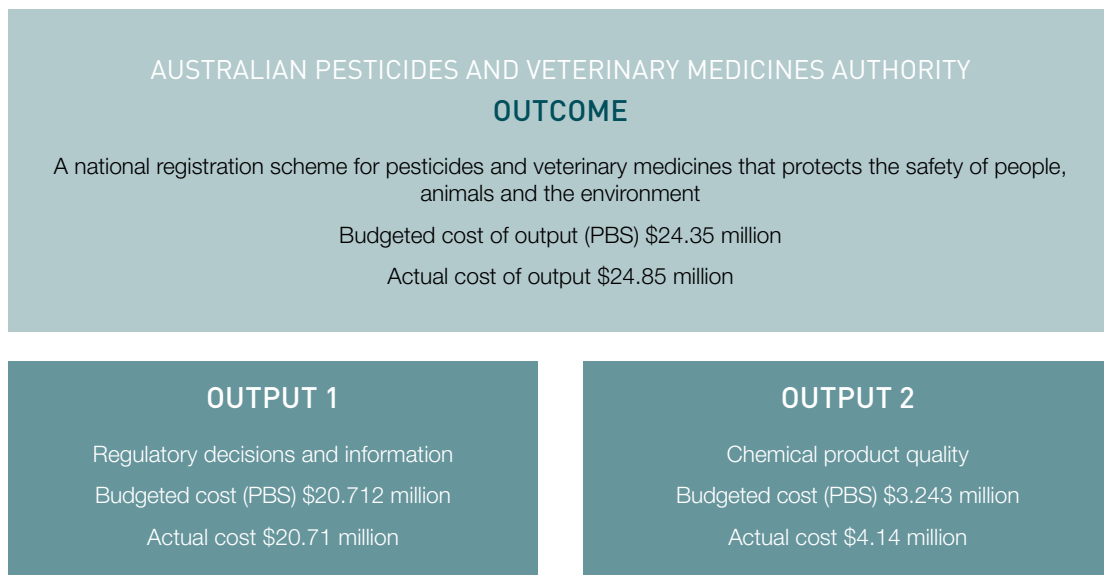 AUSTRALIAN PESTICIDES AND VETERINARY MEDICINES AUTHORITY
OUTCOME
A national registration scheme for pesticides and veterinary medicines that protects the safety of people,
animals and the environment
Budgeted cost of output (PBS) $24.35 million
Actual cost of output $24.85 million
OUTPUT 1
Regulatory decisions and information
Budgeted cost (PBS) $20.712 million
Actual cost $20.71 million
OUTPUT 2
Chemical product quality
Budgeted cost (PBS) $3.243 million
Actual cost $4.14 million